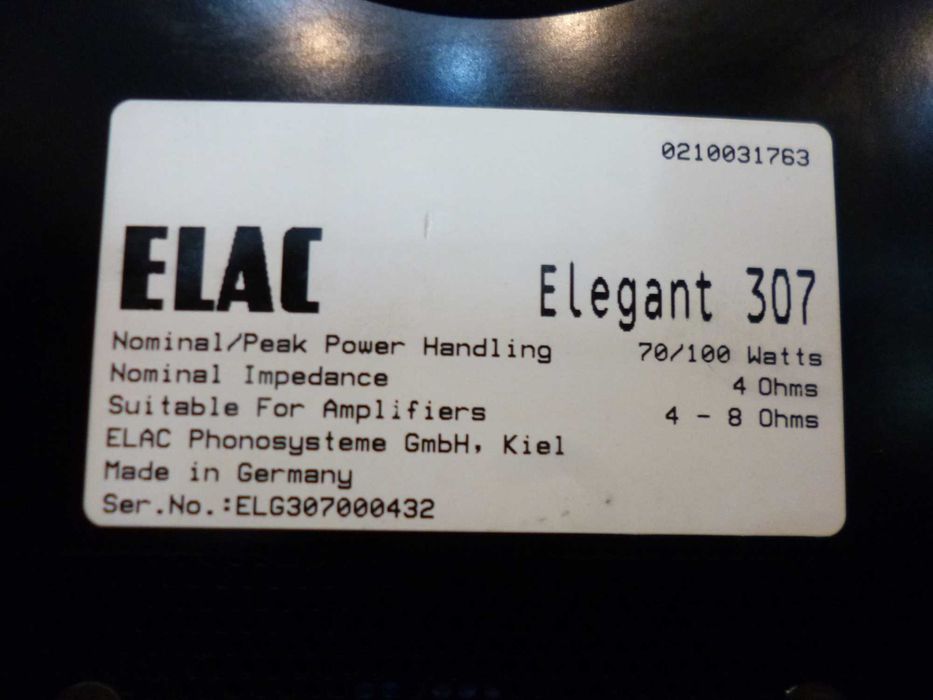 0210031763
ELAC
Elegant 307
Nominal/Peak Power Handling 70/100 Watts
Nominal Impedance 4 Ohms
Suitable For Amplifiers 4 - 8 Ohms
ELAC Phonosysteme GmbH, Kiel
Made in Germany
Ser.No.:ELG307000432